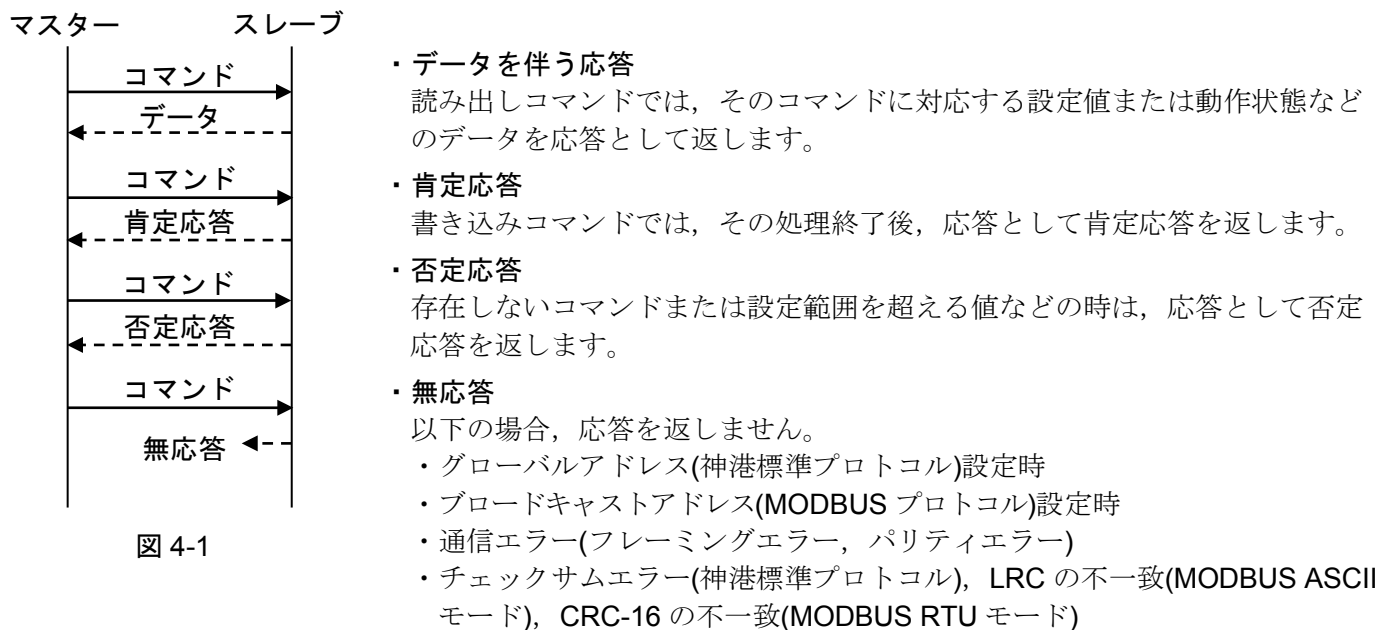 マスター
スレーブ
コマンド
データ
コマンド
肯定応答
コマンド
否定応答
コマンド
無応答
図 4-1
・データを伴う応答
読み出しコマンドでは，そのコマンドに対応する設定値または動作状態など
のデータを応答として返します。
・肯定応答
書き込みコマンドでは，その処理終了後，応答として肯定応答を返します。
・否定応答
存在しないコマンドまたは設定範囲を超える値などの時は，応答として否定
応答を返します。
・無応答
以下の場合，応答を返しません。
・グローバルアドレス(神港標準プロトコル)設定時
・ブロードキャストアドレス(MODBUS プロトコル)設定時
・通信エラー(フレーミングエラー，パリティエラー)
・チェックサムエラー(神港標準プロトコル)，LRC の不一致(MODBUS ASCII
モード)，CRC-16 の不一致(MODBUS RTU モード)